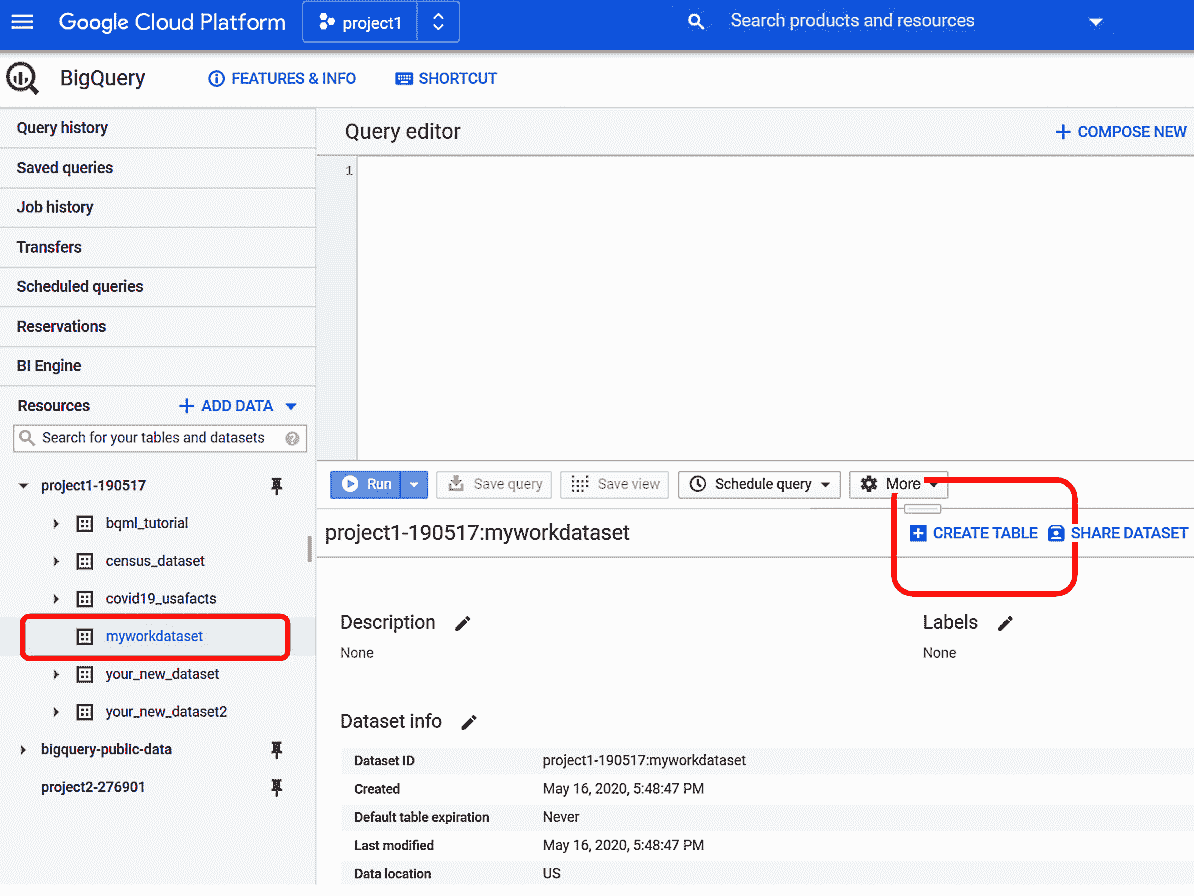 Google Cloud Platform project1 Search products and resources
BigQuery FEATURES & INFO SHORTCUT
Query history
Saved queries
Job history
Transfers
Scheduled queries
Reservations
BI Engine
Resources ADD DATA
Search for your tables and datasets ?
project1-190517
bqml_tutorial
census_dataset
covid19_usafacts
myworkdataset
your_new_dataset
your_new_dataset2
bigquery-public-data
project2-276901
Query editor COMPOSE NEW
1
Run Save query Save view Schedule query More
project1-190517:myworkdataset CREATE TABLE SHARE DATASET
Description Labels
None None
Dataset info
Dataset ID project1-190517:myworkdataset
Created May 16, 2020, 5:48:47 PM
Default table expiration Never
Last modified May 16, 2020, 5:48:47 PM
Data location US